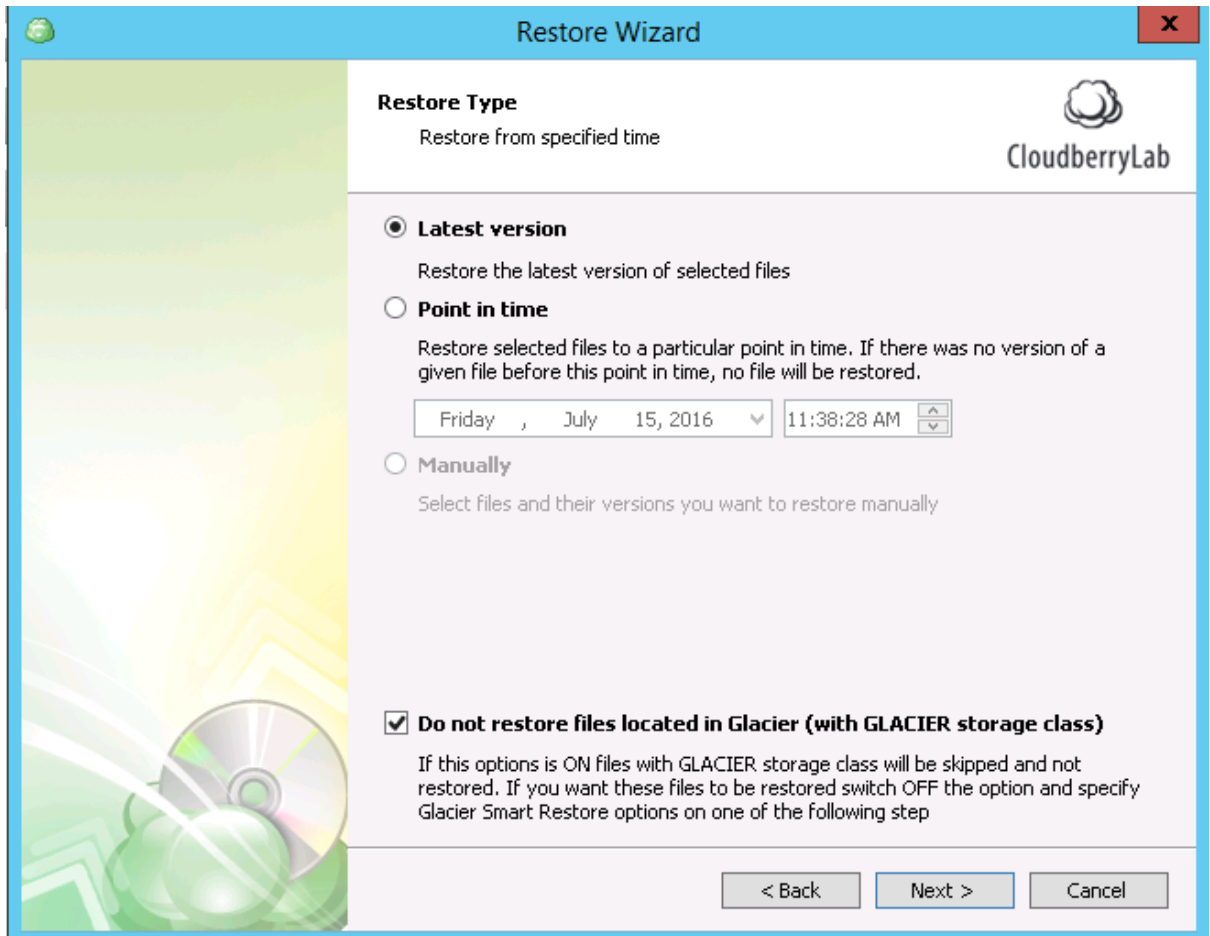 Restore Wizard
x
Restore Type
Restore from specified time
CloudberryLab
Latest version
Restore the latest version of selected files
Point in time
Restore selected files to a particular point in time. If there was no version of a
given file before this point in time, no file will be restored.
Friday , July 15, 2016 11:38:28 AM
Manually
Select files and their versions you want to restore manually
Do not restore files located in Glacier (with GLACIER storage class)
If this options is ON files with GLACIER storage class will be skipped and not
restored. If you want these files to be restored switch OFF the option and specify
Glacier Smart Restore options on one of the following step
< Back Next > Cancel